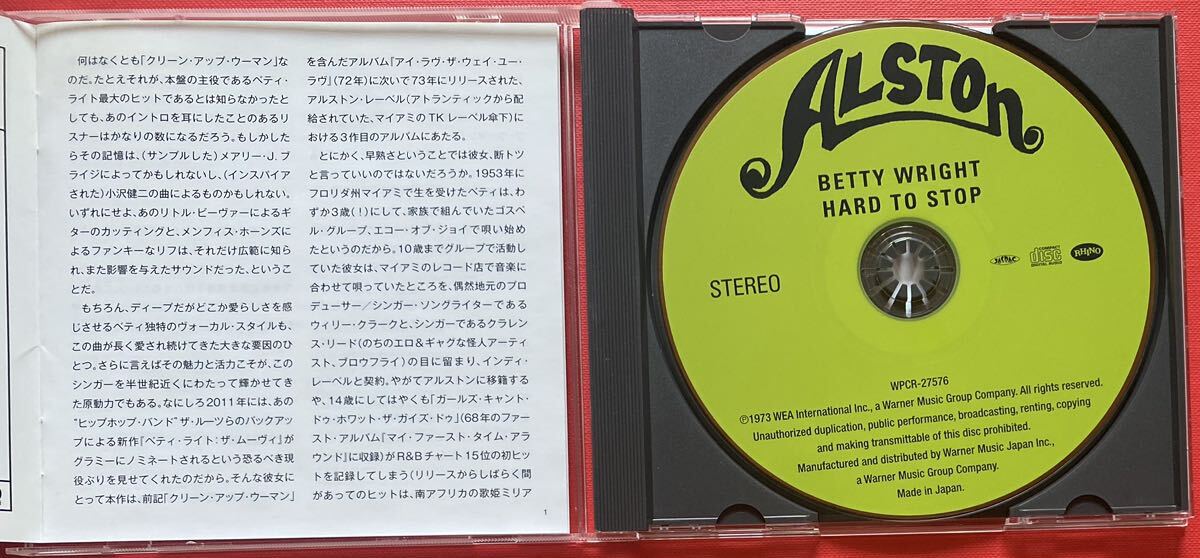 何はなくとも「クリーン・アップ・ウーマン」な
のだ。たとえそれが、本盤の主役であるベティ・
ライト最大のヒットであるとは知らなかったと
しても、あのイントロを耳にしたことのあるリ
スナーはかなりの数になるだろう。もしかした
らその記憶は、(サンプルした)メアリー・J. ブ
ライジによってかもしれないし、(インスパイア
された)小沢健二の曲によるものかもしれない。
いずれにせよ、あのリトル・ビーヴァーによるギ
ターのカッティングと、メンフィス・ホーンズに
よるファンキーなリフは、それだけ広範に知ら
れ、また影響を与えたサウンドだった、というこ
とだ。
もちろん、ディープだがどこか愛らしさを感
じさせるベティ独特のヴォーカル・スタイルも、
この曲が長く愛され続けてきた大きな要因のひ
とつ。さらに言えばその魅力と活力こそが、この
シンガーを半世紀近くにわたって輝かせてき
た原動力でもある。なにしろ2011年には、あの
"ヒップホップ・バンド"ザ・ルーツらのバックアッ
プによる新作『ベティ・ライト:ザ・ムーヴィ』が
グラミーにノミネートされるという恐るべき現
役ぶりを見せてくれたのだから。そんな彼女に
とって本作は、前記「クリーン・アップ・ウーマン」
を含んだアルバム『アイ・ラヴ・ザ・ウェイ・ユー・
ラヴ』(72年)に次いで73年にリリースされた、
アルストン・レーベル(アトランティックから配
給されていた、マイアミのTKレーベル傘下)に
おける3作目のアルバムにあたる。
とにかく、早熟さということでは彼女、断トツ
と言っていいのではないだろうか。1953年に
フロリダ州マイアミで生を受けたベティは、わ
ずか3歳(!)にして、家族で組んでいたゴスペ
ル・グループ、エコー・オブ・ジョイで唄い始め
たというのだから。10歳までグループで活動し
ていた彼女は、マイアミのレコード店で音楽に
合わせて唄っていたところを、偶然地元のプロ
デューサー/シンガー・ソングライターである
ウィリー・クラークと、シンガーであるクラレン
ス・リード(のちのエロ&ギャグな怪人アーティ
スト、ブロウフライ)の目に留まり、インディ・
レーベルと契約。やがてアルストンに移籍する
や、14歳にしてはやくも「ガールズ・キャント・
ドゥ・ホワット・ザ・ガイズ・ドゥ」(68年のファー
スト・アルバム『マイ・ファースト・タイム・アラ
ウンド』に収録)がR&Bチャート15位の初ヒッ
トを記録してしまう(リリースからしばらく間
があってのヒットは、南アフリカの歌姫ミリア
1
ALSTON
BETTY WRIGHT
HARD TO STOP
STEREO
JASRAC
COMPACT
disc
DIGITAL AUDIO
RHINO
WPCR-27576
℗1973 WEA International Inc., a Warner Music Group Company. All rights reserved.
Unauthorized duplication, public performance, broadcasting, renting, copying
and making transmittable of this disc prohibited.
Manufactured and distributed by Warner Music Japan Inc.,
a Warner Music Group Company.
Made in Japan.